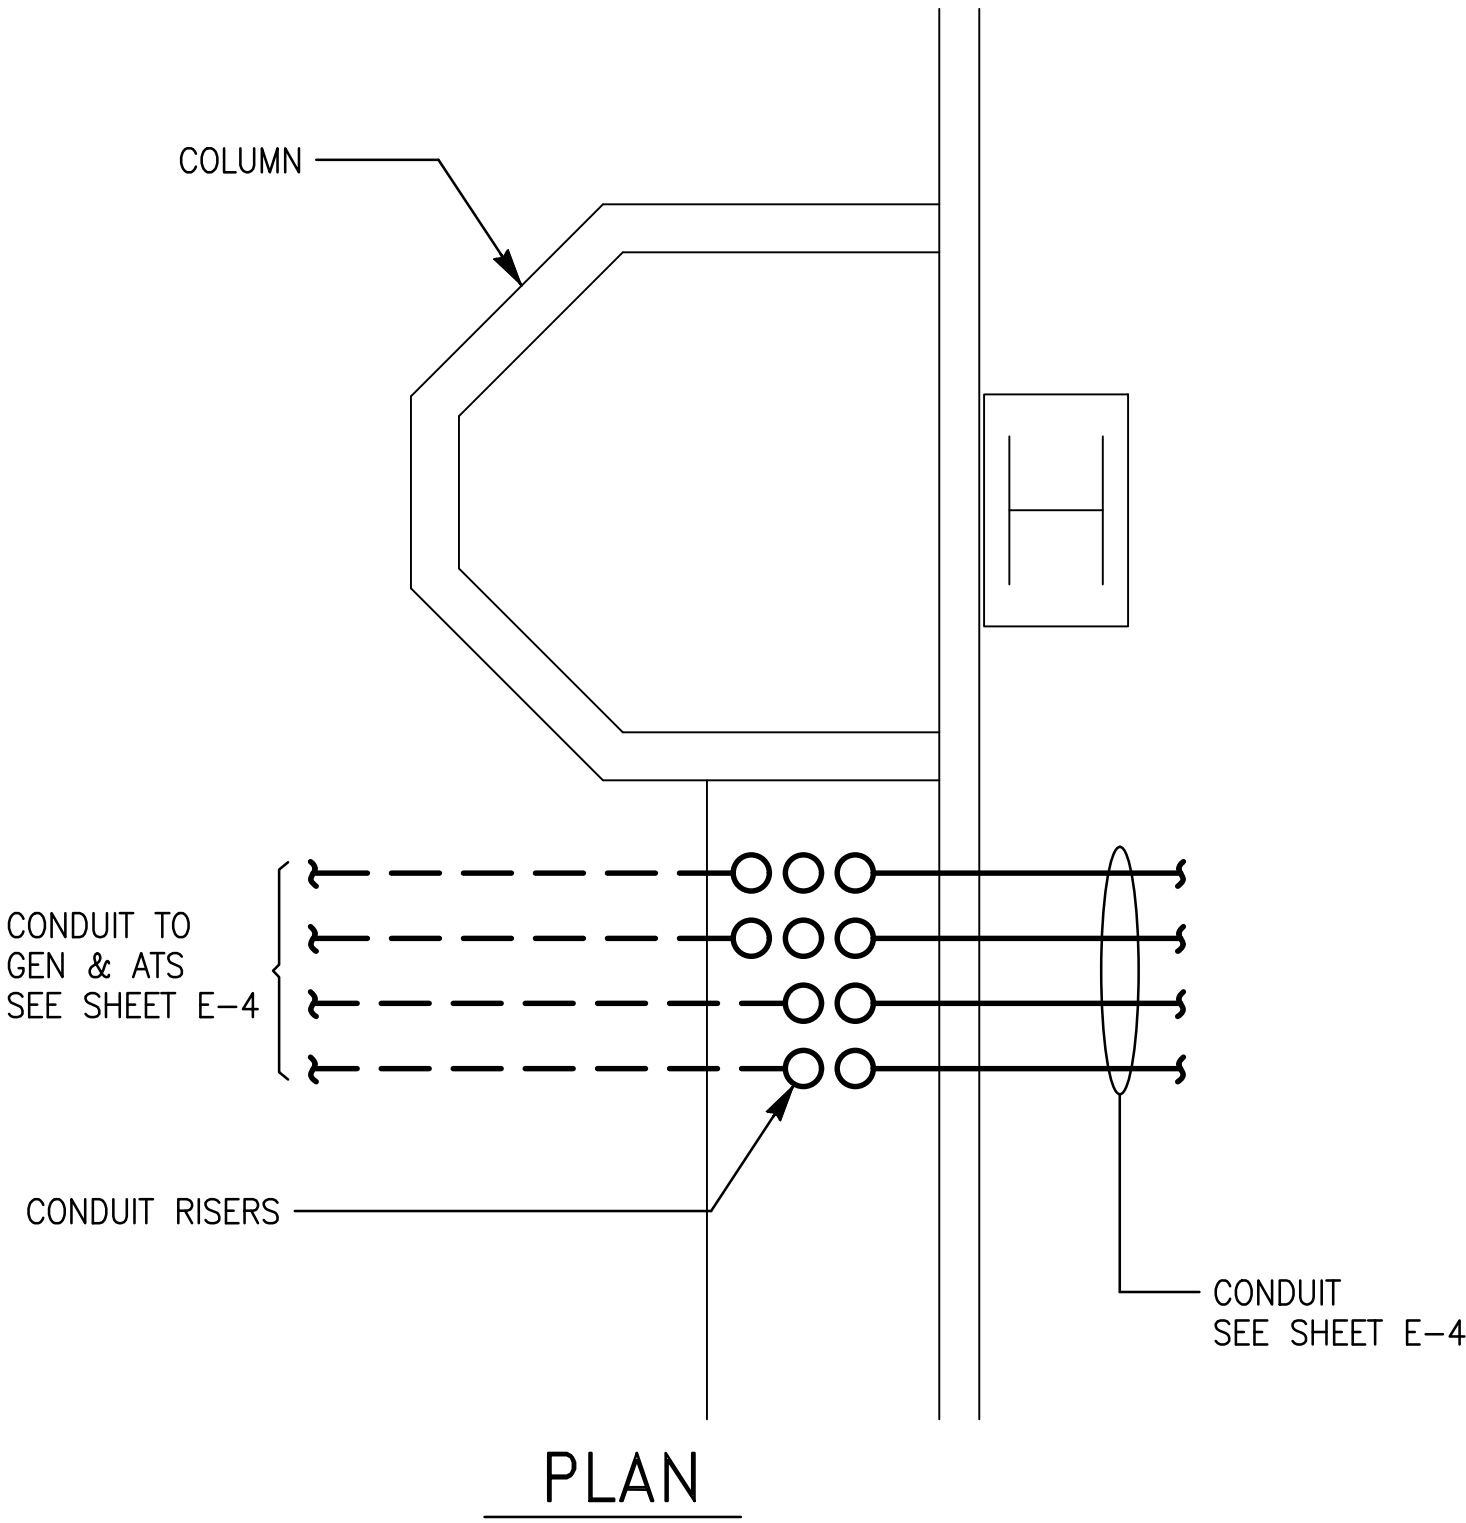 COLUMN
CONDUIT TO
GEN & ATS
SEE SHEET E-4
CONDUIT RISERS
CONDUIT
SEE SHEET E-4
PLAN